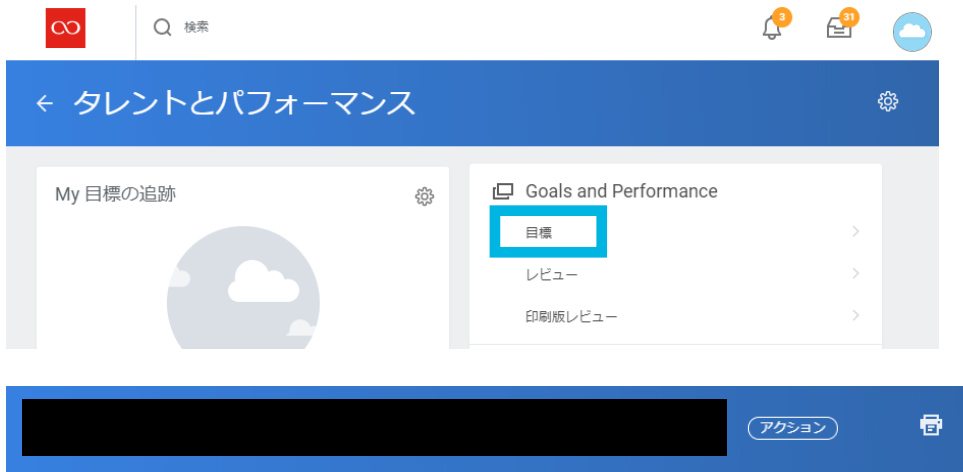 検索
3
31
タレントとパフォーマンス
My 目標の追跡
Goals and Performance
目標
レビュー
印刷版レビュー
アクション